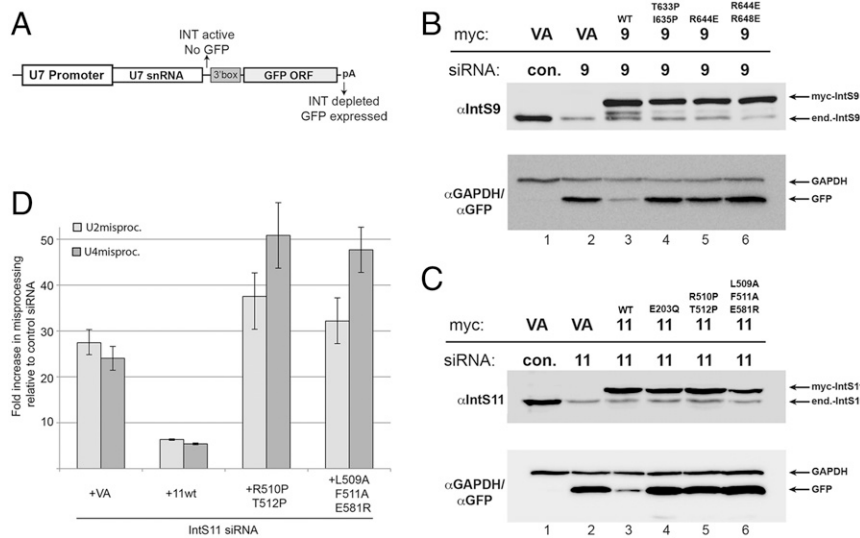 A
INT active
No GFP
U7 Promoter
U7 snRNA
3'box
GFP ORF
pA
INT depleted
GFP expressed
B
myc:
VA VA 9 9 9 9
WT
T633P
I635P
R644E
R644E
R648E
siRNA:
con. 9 9 9 9 9
αIntS9
myc-IntS9
end.-IntS9
αGAPDH/
αGFP
GAPDH
GFP
1 2 3 4 5 6
C
myc:
VA VA 11 11 11 11
WT
E203Q
R510P
T512P
L509A
F511A
E581R
siRNA:
con. 11 11 11 11 11
αIntS11
myc-IntS1
end.-IntS1
αGAPDH/
αGFP
GAPDH
GFP
1 2 3 4 5 6
D
U2misproc.
U4misproc.
Fold increase in misprocessing
relative to control siRNA
50
40
30
20
10
+VA
+11wt
+R510P
T512P
+L509A
F511A
E581R
IntS11 siRNA